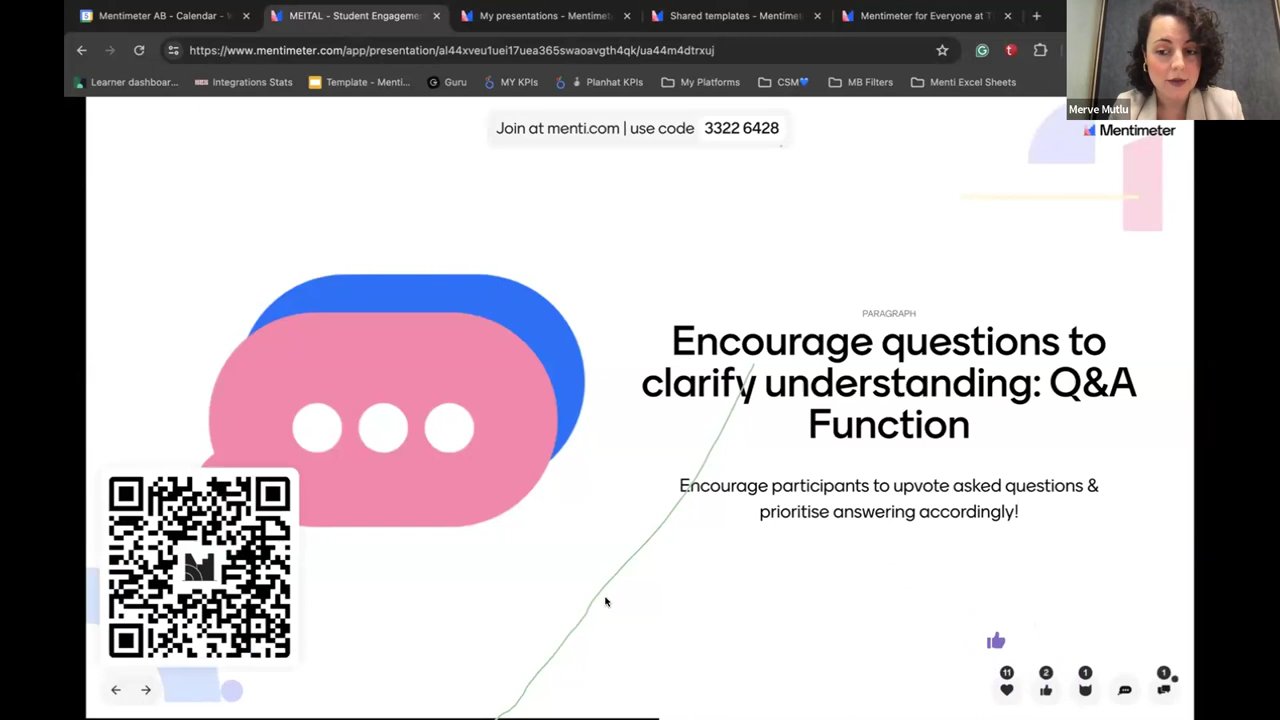 Mentimeter AB - Calendar - W
MEITAL - Student Engageme
My presentations - Mentimet
Shared templates - Mentime
Mentimeter for Everyone at T
https://www.mentimeter.com/app/presentation/al44xveu1uei17uea365swaoavgth4qk/ua44m4dtrxuj
Learner dashboar...
Integrations Stats
Template - Menti...
Guru
MY KPIs
Planhat KPIs
My Platforms
CSM💙
MB Filters
Menti Excel Sheets
Merve Mutlu
Join at menti.com | use code 3322 6428
Mentimeter
PARAGRAPH
Encourage questions to
clarify understanding: Q&A
Function
Encourage participants to upvote asked questions &
prioritise answering accordingly!
11
2
1
1